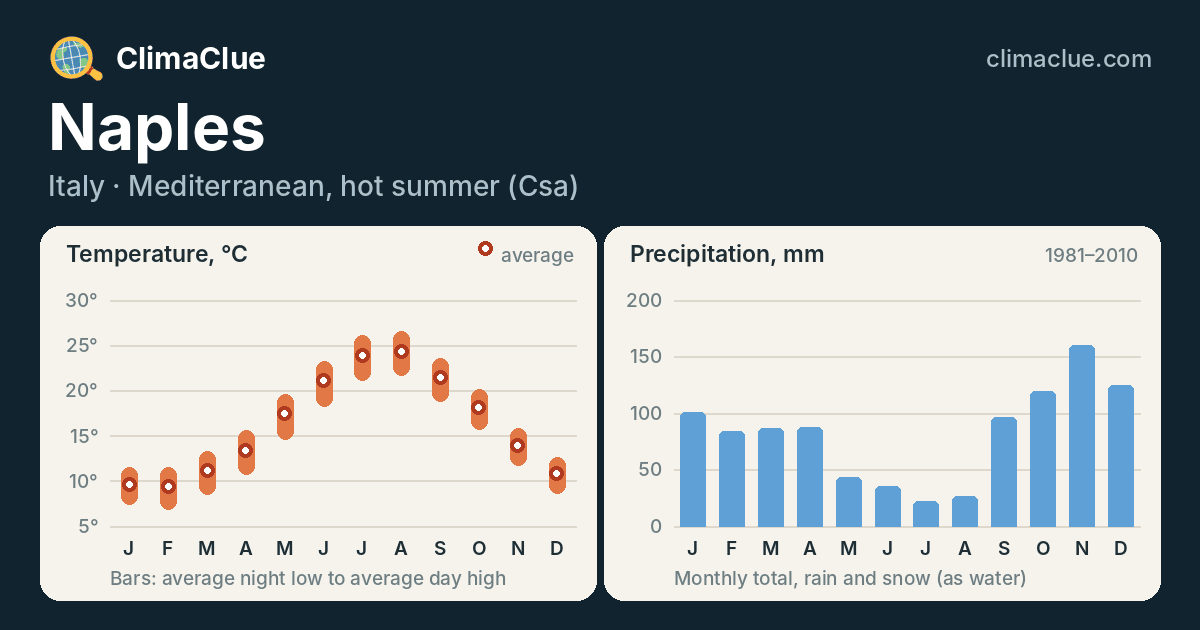 ClimaClue
climaclue.com
Naples
Italy · Mediterranean, hot summer (Csa)
Temperature, °C
average
30°
25°
20°
15°
10°
5°
J F M A M J J A S O N D
Bars: average night low to average day high
Precipitation, mm
1981–2010
200
150
100
50
0
J F M A M J J A S O N D
Monthly total, rain and snow (as water)